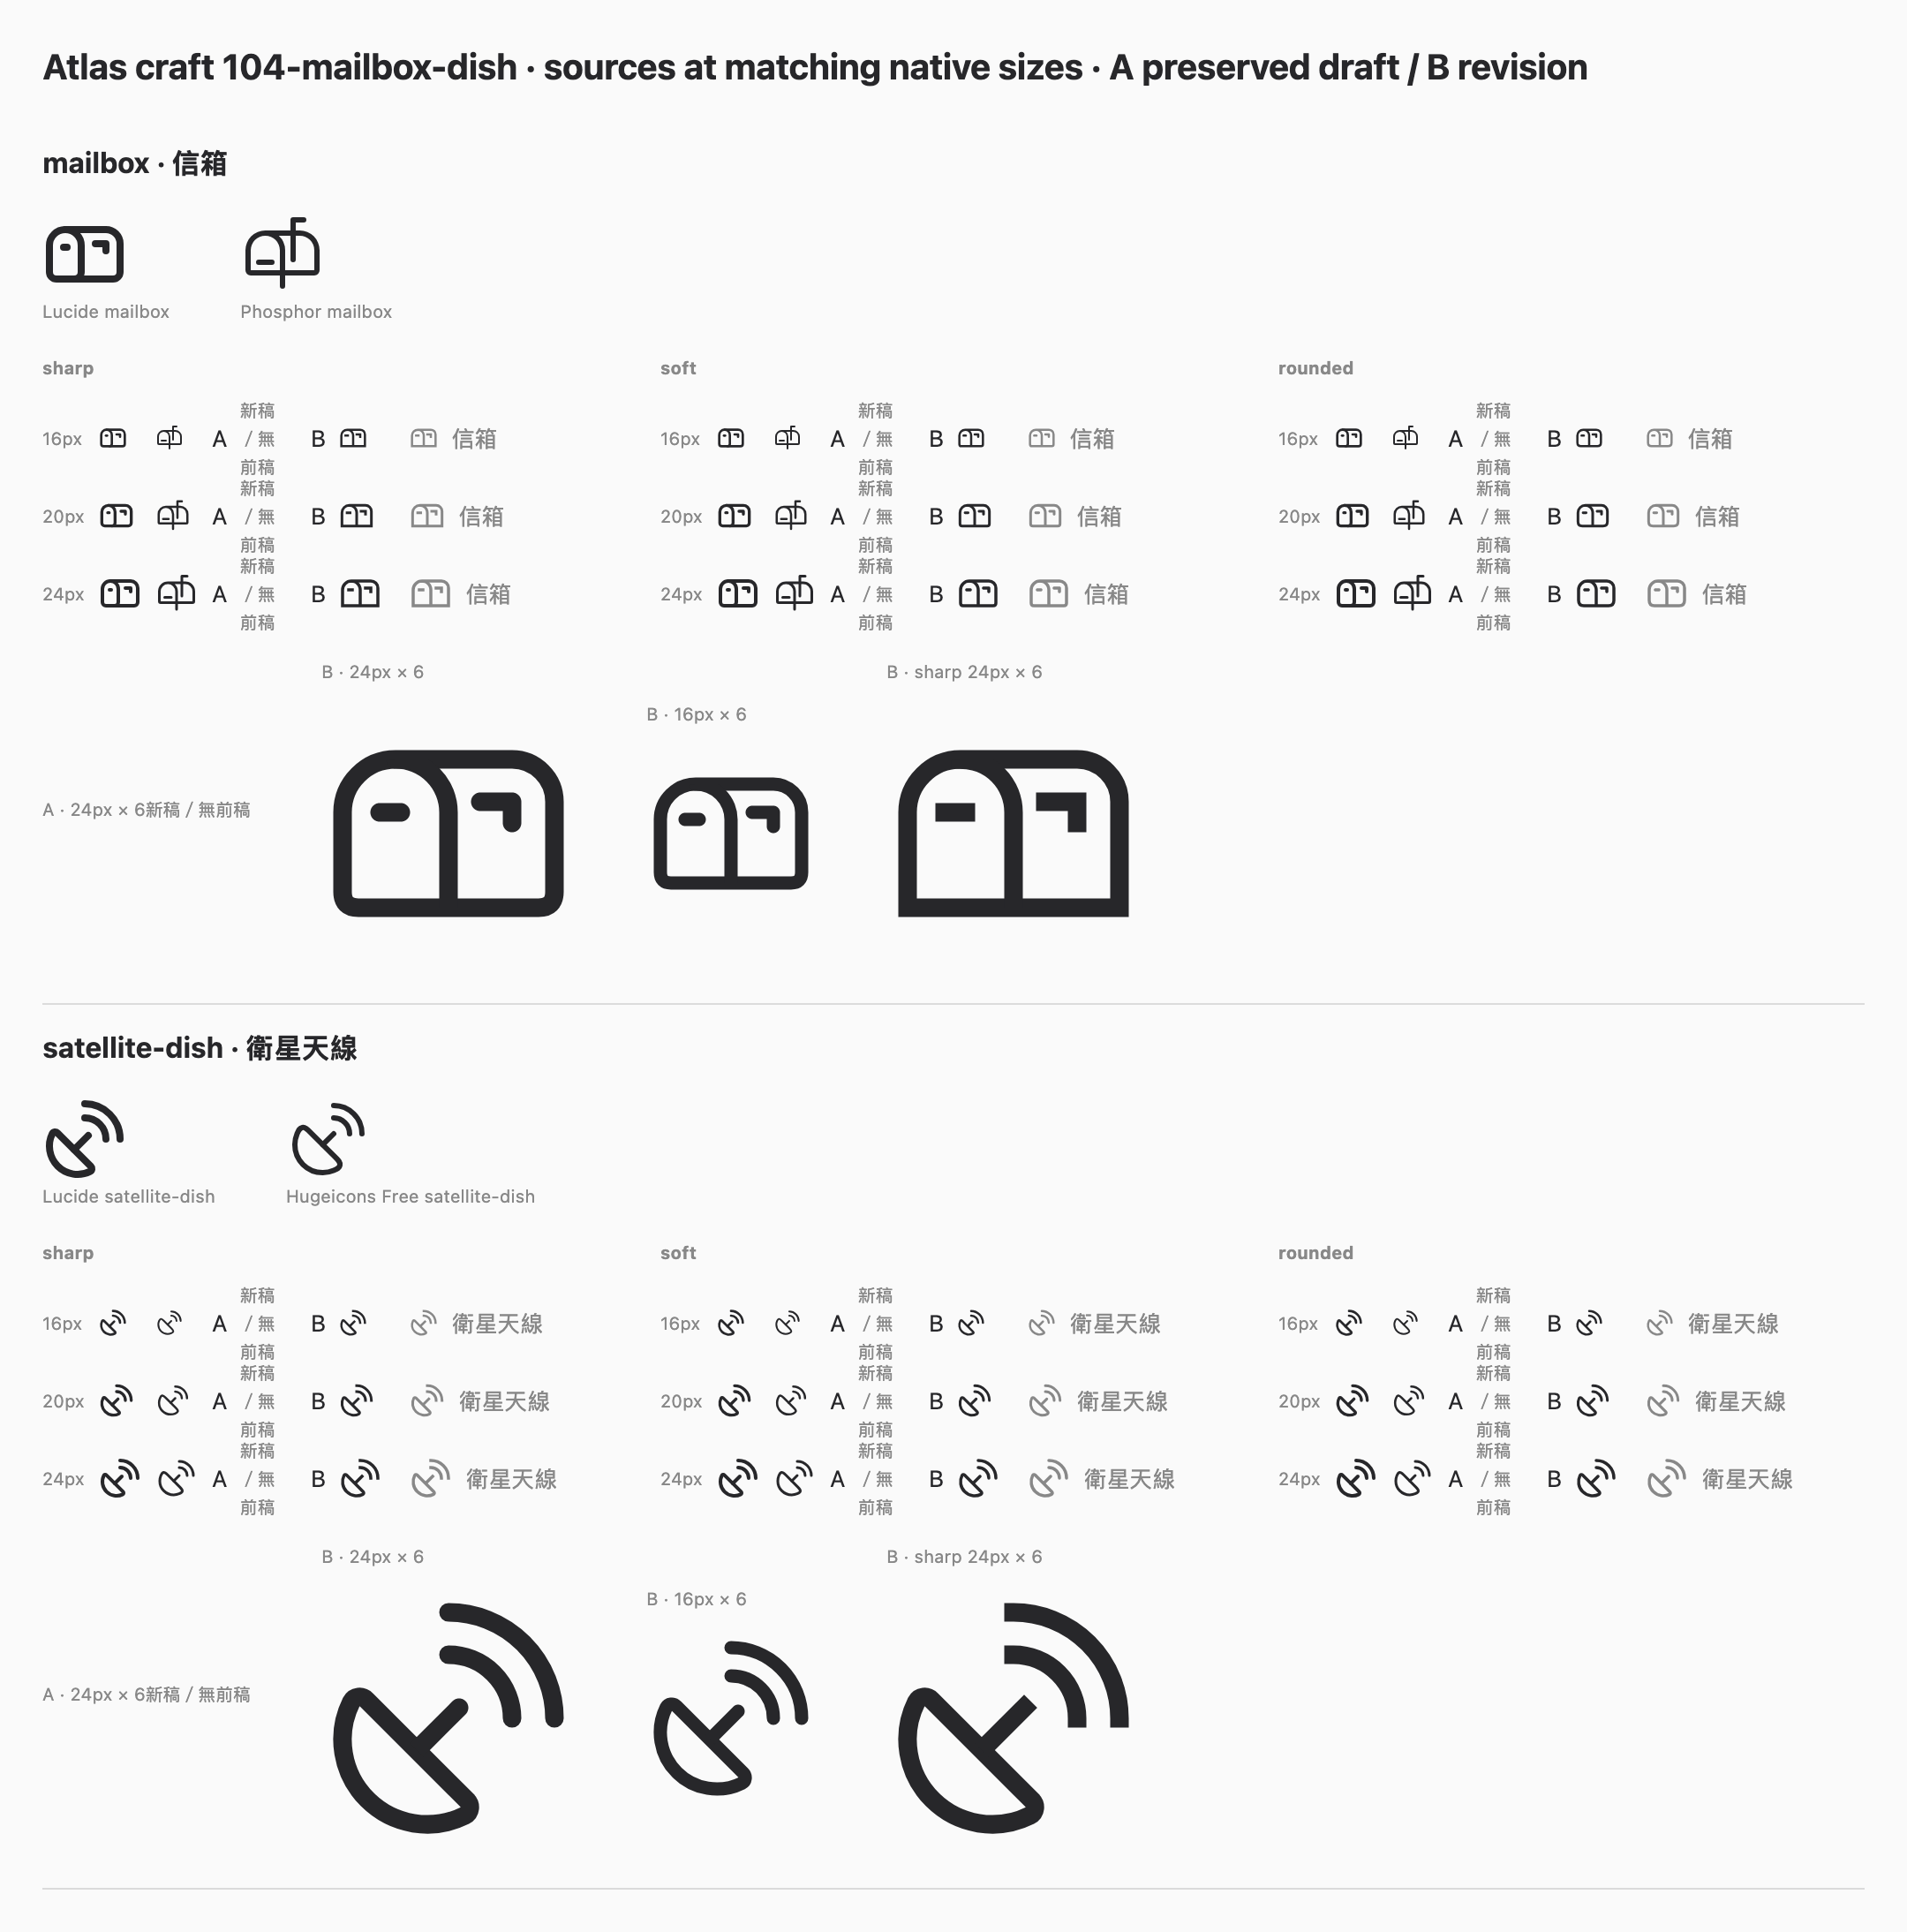 Atlas craft 104-mailbox-dish · sources at matching native sizes · A preserved draft / B revision
mailbox · 信箱
Lucide mailbox
Phosphor mailbox
sharp
16px A 新稿 / 無前稿 B 信箱
20px A 新稿 / 無前稿 B 信箱
24px A 新稿 / 無前稿 B 信箱
soft
16px A 新稿 / 無前稿 B 信箱
20px A 新稿 / 無前稿 B 信箱
24px A 新稿 / 無前稿 B 信箱
rounded
16px A 新稿 / 無前稿 B 信箱
20px A 新稿 / 無前稿 B 信箱
24px A 新稿 / 無前稿 B 信箱
A · 24px × 6新稿 / 無前稿
B · 24px × 6
B · 16px × 6
B · sharp 24px × 6
satellite-dish · 衛星天線
Lucide satellite-dish
Hugeicons Free satellite-dish
sharp
16px A 新稿 / 無前稿 B 衛星天線
20px A 新稿 / 無前稿 B 衛星天線
24px A 新稿 / 無前稿 B 衛星天線
soft
16px A 新稿 / 無前稿 B 衛星天線
20px A 新稿 / 無前稿 B 衛星天線
24px A 新稿 / 無前稿 B 衛星天線
rounded
16px A 新稿 / 無前稿 B 衛星天線
20px A 新稿 / 無前稿 B 衛星天線
24px A 新稿 / 無前稿 B 衛星天線
A · 24px × 6新稿 / 無前稿
B · 24px × 6
B · 16px × 6
B · sharp 24px × 6